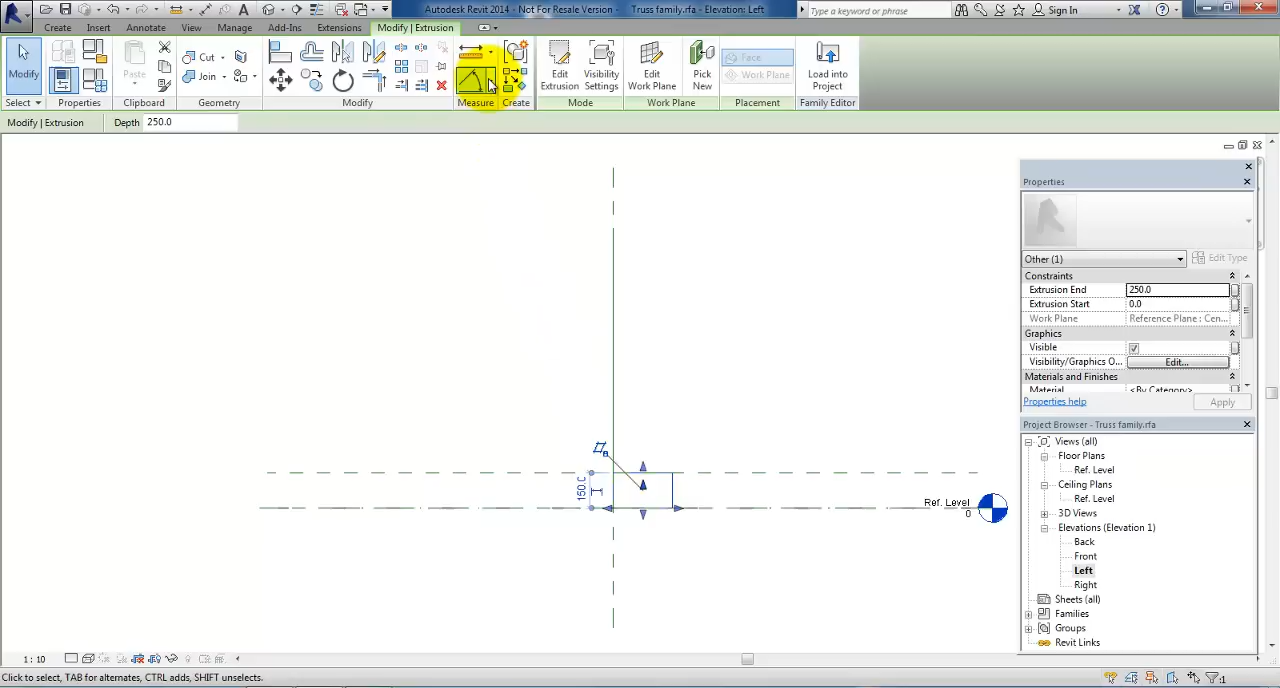 Autodesk Revit 2014 - Not For Resale Version - Truss family.rfa - Elevation: Left
Type a keyword or phrase
Sign In
Create Insert Annotate View Manage Add-Ins Extensions Modify | Extrusion
Modify
Paste
Cut
Join
Edit Extrusion
Visibility Settings
Edit Work Plane
Pick New
Face
Work Plane
Load into Project
Select Properties Clipboard Geometry Modify Measure Create Mode Work Plane Placement Family Editor
Modify | Extrusion Depth 250.0
Properties
Other (1) Edit Type
Constraints
Extrusion End 250.0
Extrusion Start 0.0
Work Plane Reference Plane : Cen...
Graphics
Visible
Visibility/Graphics O... Edit...
Materials and Finishes
Material <By Category>
Properties help Apply
Project Browser - Truss family.rfa
Views (all)
Floor Plans
Ref. Level
Ceiling Plans
Ref. Level
3D Views
Elevations (Elevation 1)
Back
Front
Left
Right
Sheets (all)
Families
Groups
Revit Links
150.0
Ref. Level
0
1 : 10
Click to select, TAB for alternates, CTRL adds, SHIFT unselects.
:1